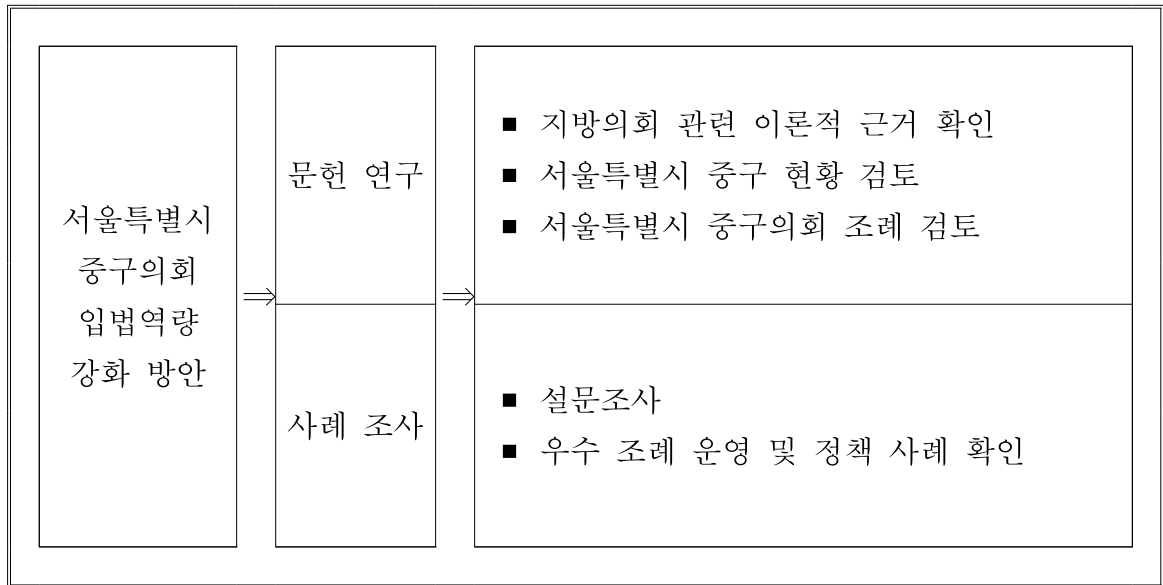 서울특별시
중구의회
입법역량
강화 방안
⇒
문헌 연구
⇒
■ 지방의회 관련 이론적 근거 확인
■ 서울특별시 중구 현황 검토
■ 서울특별시 중구의회 조례 검토
사례 조사
■ 설문조사
■ 우수 조례 운영 및 정책 사례 확인